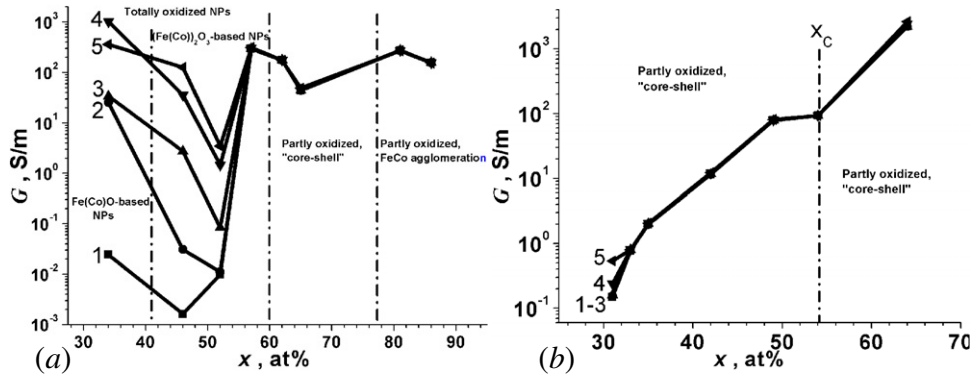 10³
10²
10¹
10⁰
10⁻¹
10⁻²
10⁻³
G , S/m
4
5
3
2
1
Totally oxidized NPs
(Fe(Co))₂O₃-based NPs
Fe(Co)O-based
NPs
Partly oxidized,
"core-shell"
Partly oxidized,
FeCo agglomeration
30 40 50 60 70 80 90
x , at%
(a)
10³
10²
10¹
10⁰
10⁻¹
G , S/m
X_C
Partly oxidized,
"core-shell"
Partly oxidized,
"core-shell"
5
4
1-3
30 40 50 60 70
x , at%
(b)